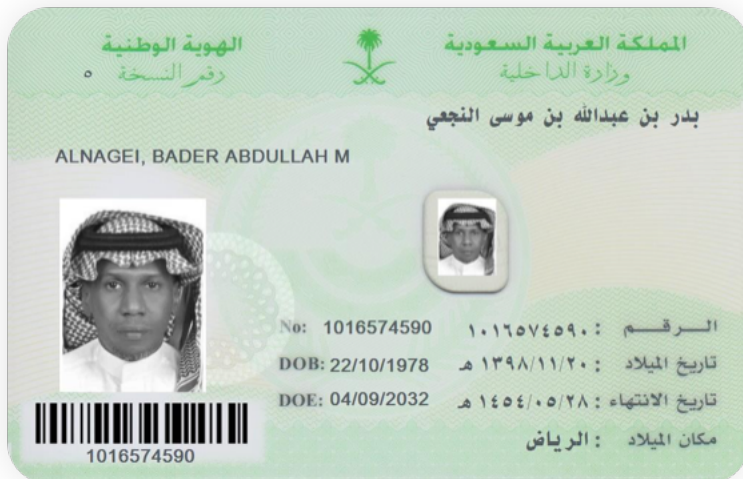 المملكة العربية السعودية
وزارة الداخلية
الهوية الوطنية
رقم النسخة ٥
بدر بن عبدالله بن موسى النجعي
ALNAGEI, BADER ABDULLAH M
الـــرقـــــم : ١٠١٦٥٧٤٥٩٠ No: 1016574590
تاريخ الميلاد : ١٣٩٨/١١/٢٠ هـ DOB: 22/10/1978
تاريخ الانتهاء : ١٤٥٤/٠٥/٢٨ هـ DOE: 04/09/2032
مكان الميلاد : الرياض
1016574590